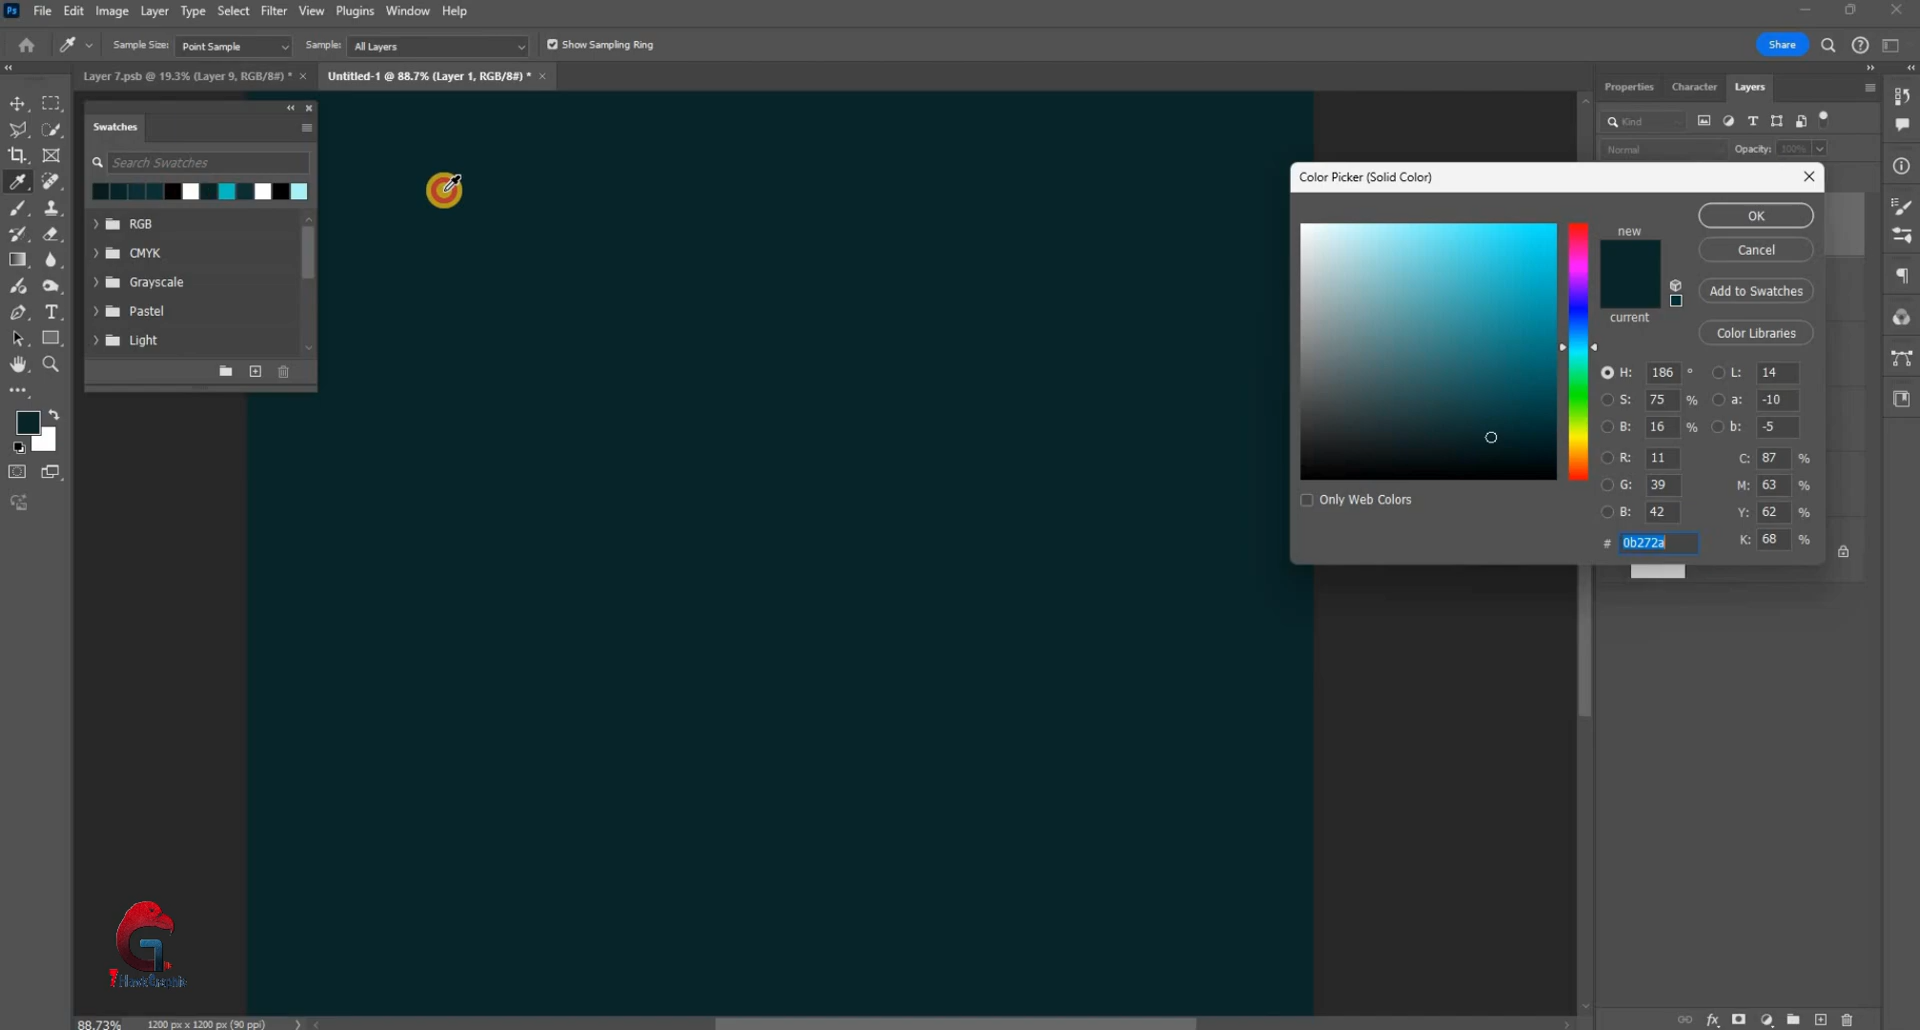 Ps File Edit Image Layer Type Select Filter View Plugins Window Help
Sample Size: Point Sample Sample: All Layers Show Sampling Ring Share
Layer 7.psb @ 19.3% (Layer 9, RGB/8#) * Untitled-1 @ 88.7% (Layer 1, RGB/8#) *
Properties Character Layers
Swatches
Search Swatches
RGB
CMYK
Grayscale
Pastel
Light
Kind
Normal Opacity: 100%
Color Picker (Solid Color)
new
current
OK
Cancel
Add to Swatches
Color Libraries
H: 186 ° L: 14
S: 75 % a: -10
B: 16 % b: -5
R: 11 C: 87 %
G: 39 M: 63 %
B: 42 Y: 62 %
# 0b272a K: 68 %
Only Web Colors
88.73% 1200 px x 1200 px (90 ppi)